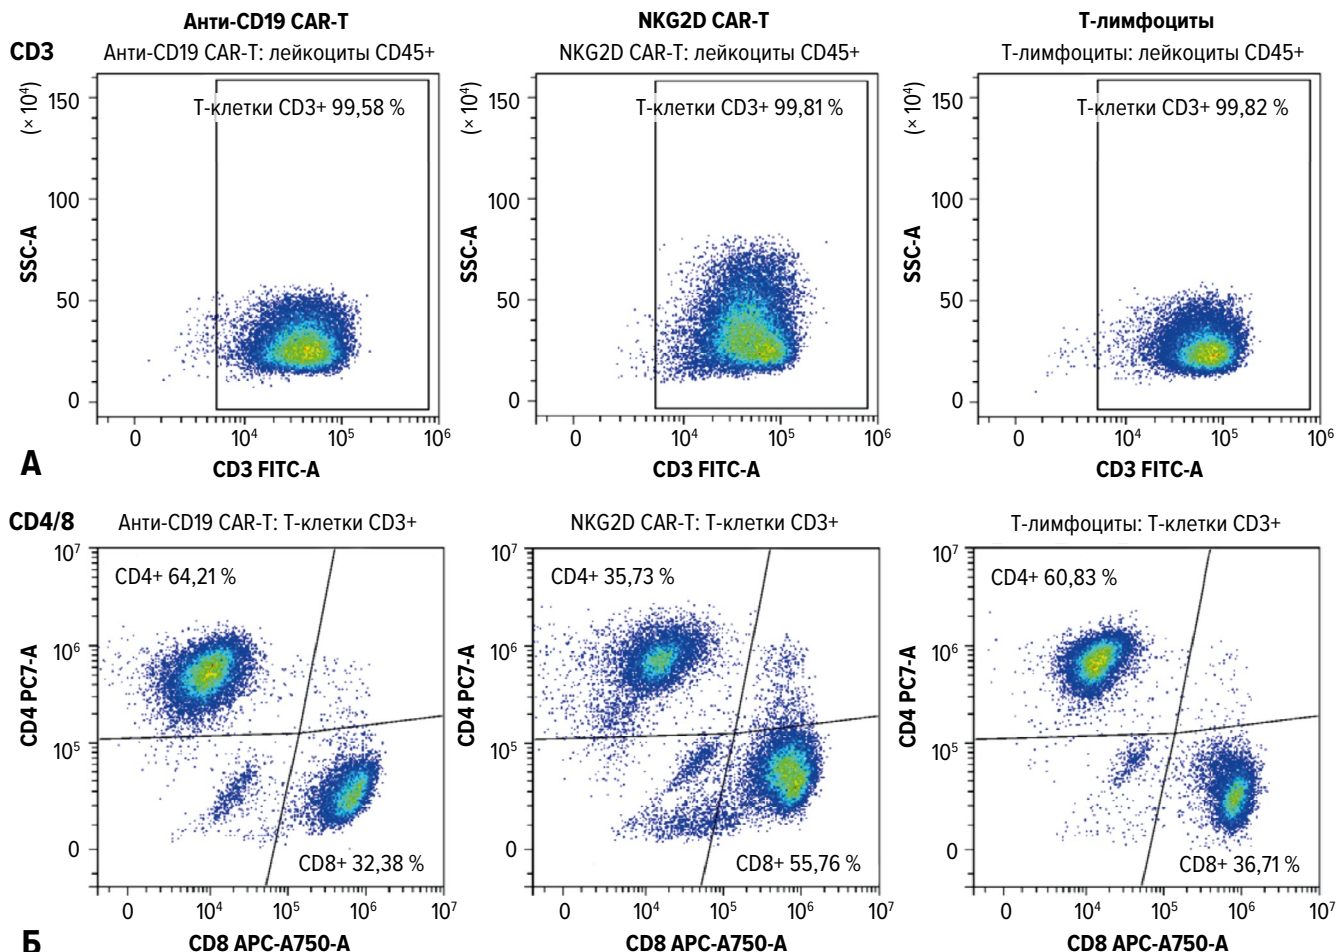 Анти-CD19 CAR-T
NKG2D CAR-T
Т-лимфоциты
CD3
Анти-CD19 CAR-T: лейкоциты CD45+
NKG2D CAR-T: лейкоциты CD45+
Т-лимфоциты: лейкоциты CD45+
(× 10⁴)
150
100
50
0
SSC-A
Т-клетки CD3+ 99,58 %
0
10⁴
10⁵
10⁶
CD3 FITC-A
(× 10⁴)
150
100
50
0
SSC-A
Т-клетки CD3+ 99,81 %
0
10⁴
10⁵
10⁶
CD3 FITC-A
(× 10⁴)
150
100
50
0
SSC-A
Т-клетки CD3+ 99,82 %
0
10⁴
10⁵
10⁶
CD3 FITC-A
А
CD4/8
Анти-CD19 CAR-T: Т-клетки CD3+
NKG2D CAR-T: Т-клетки CD3+
Т-лимфоциты: Т-клетки CD3+
10⁷
10⁶
10⁵
0
CD4 PC7-A
CD4+ 64,21 %
CD8+ 32,38 %
0
10⁴
10⁵
10⁶
10⁷
CD8 APC-A750-A
10⁷
10⁶
10⁵
0
CD4 PC7-A
CD4+ 35,73 %
CD8+ 55,76 %
0
10⁴
10⁵
10⁶
10⁷
CD8 APC-A750-A
10⁷
10⁶
10⁵
0
CD4 PC7-A
CD4+ 60,83 %
CD8+ 36,71 %
0
10⁴
10⁵
10⁶
10⁷
CD8 APC-A750-A
Б